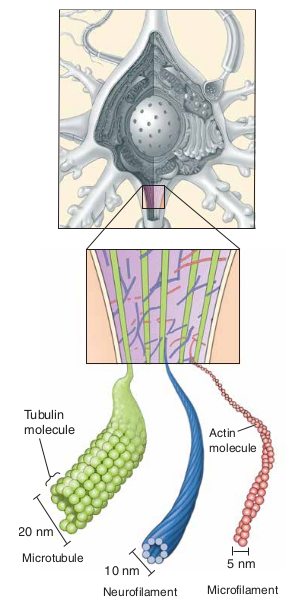 Tubulin
molecule
Actin
molecule
20 nm
Microtubule
10 nm
Neurofilament
5 nm
Microfilament